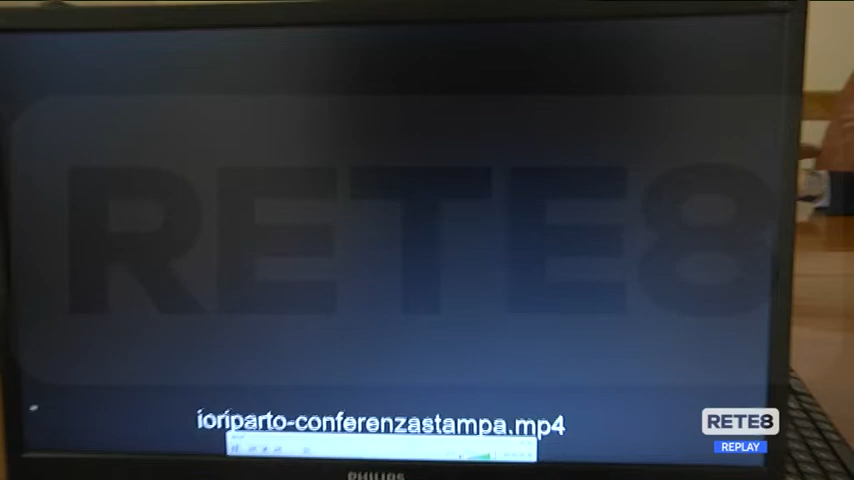 RETE8
ioriparto-conferenzastampa.mp4
RETE8
REPLAY
PHILIPS